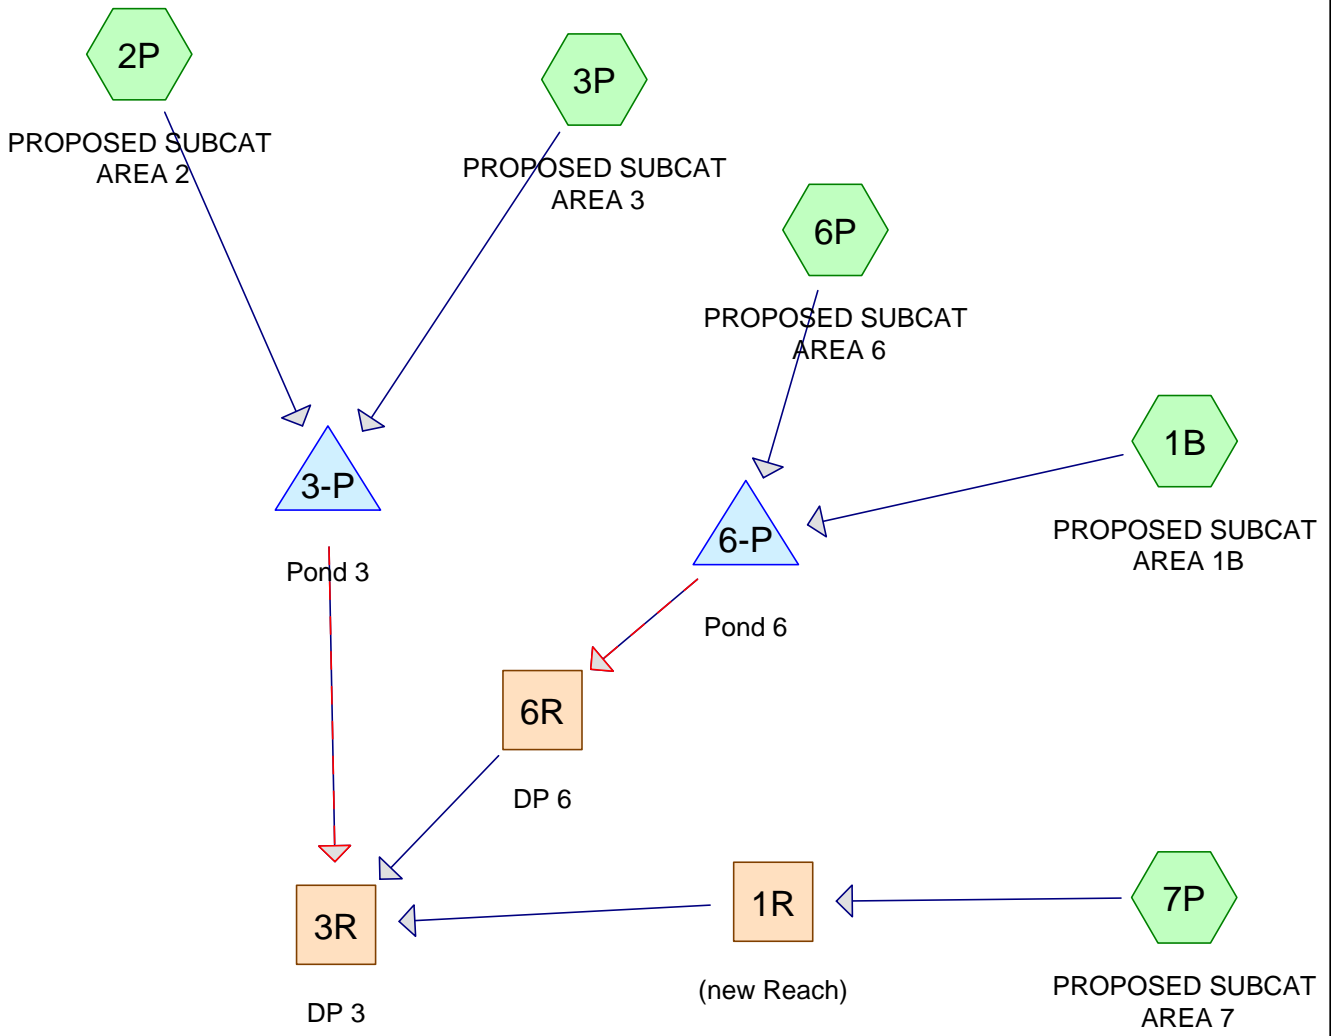 2P
PROPOSED SUBCAT
AREA 2
3P
PROPOSED SUBCAT
AREA 3
6P
PROPOSED SUBCAT
AREA 6
1B
PROPOSED SUBCAT
AREA 1B
3-P
Pond 3
6-P
Pond 6
6R
DP 6
3R
DP 3
1R
(new Reach)
7P
PROPOSED SUBCAT
AREA 7